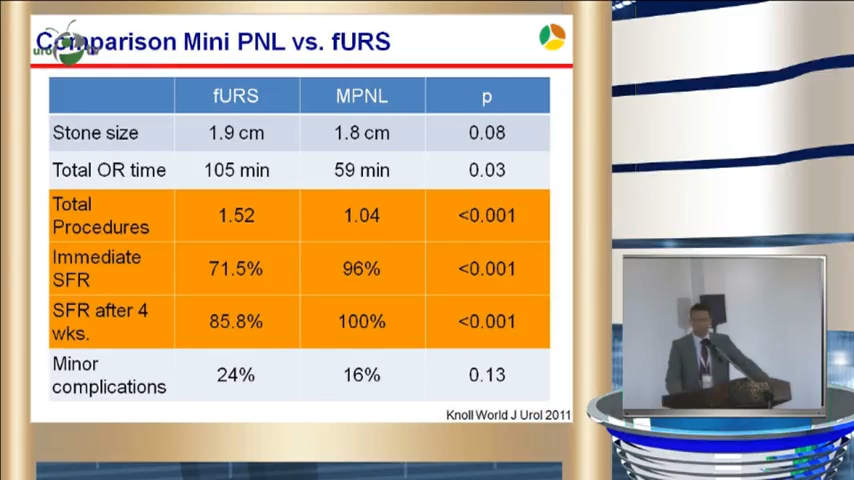 Comparison Mini PNL vs. fURS
fURS MPNL p
Stone size 1.9 cm 1.8 cm 0.08
Total OR time 105 min 59 min 0.03
Total
Procedures 1.52 1.04 <0.001
Immediate
SFR 71.5% 96% <0.001
SFR after 4
wks. 85.8% 100% <0.001
Minor
complications 24% 16% 0.13
Knoll World J Urol 2011